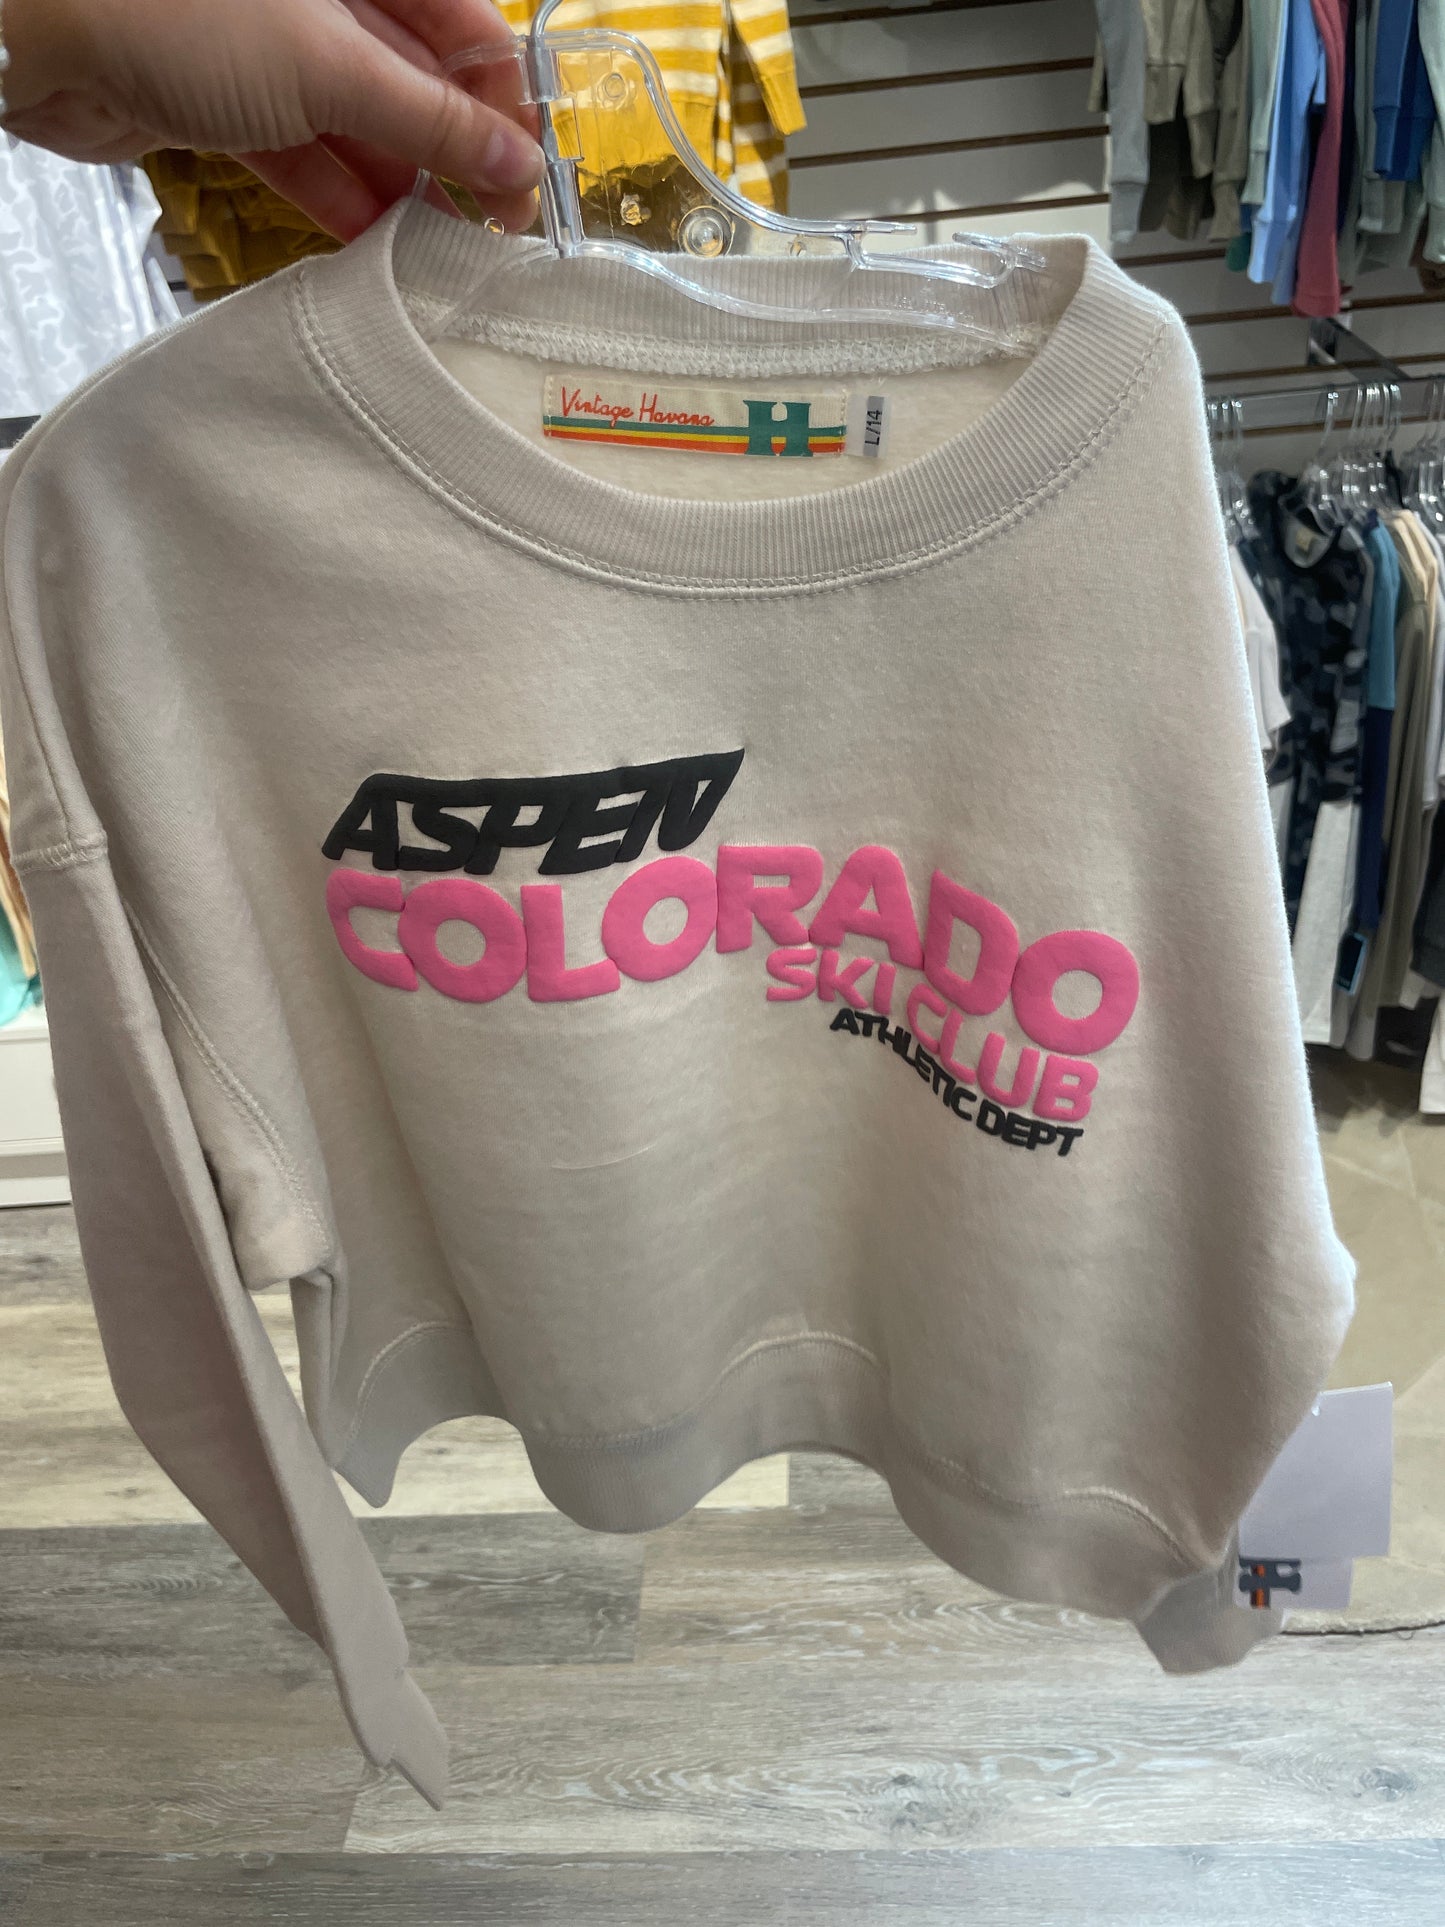 Vintage Havana H
L/14
ASPEN
COLORADO
SKI CLUB
ATHLETIC DEPT
H